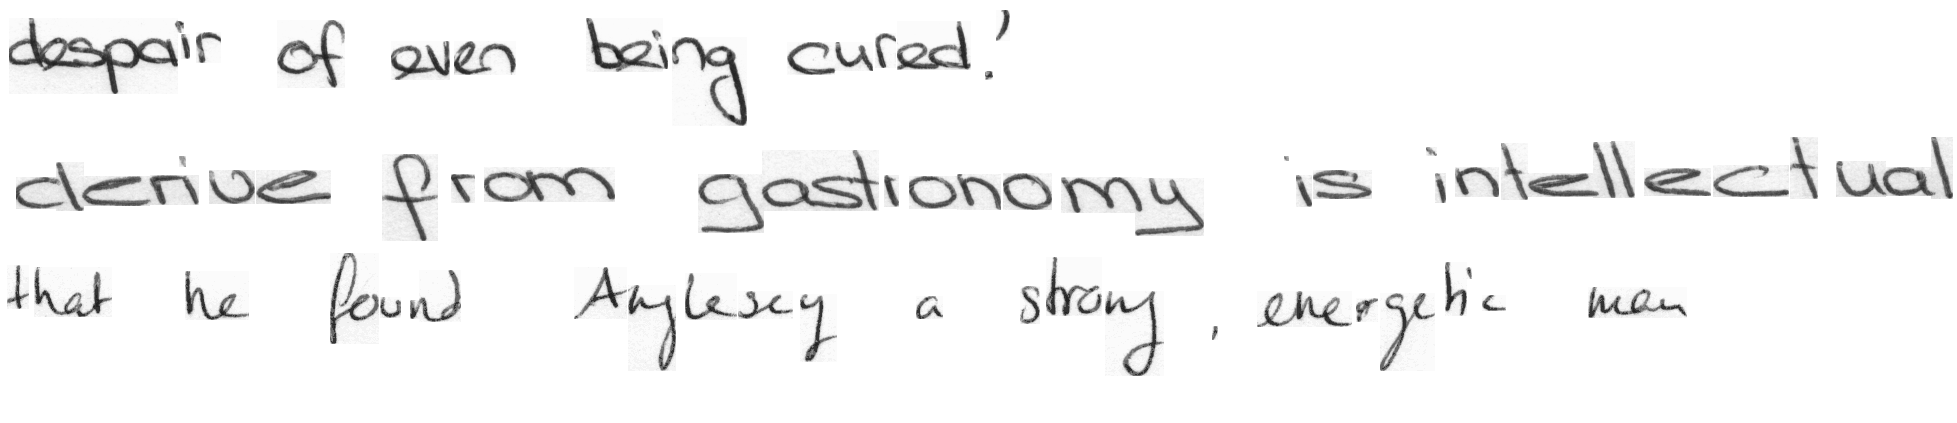 despair of even being cured!'
derive from gastronomy is intellectual
that he found Anglesey a strong, energetic man